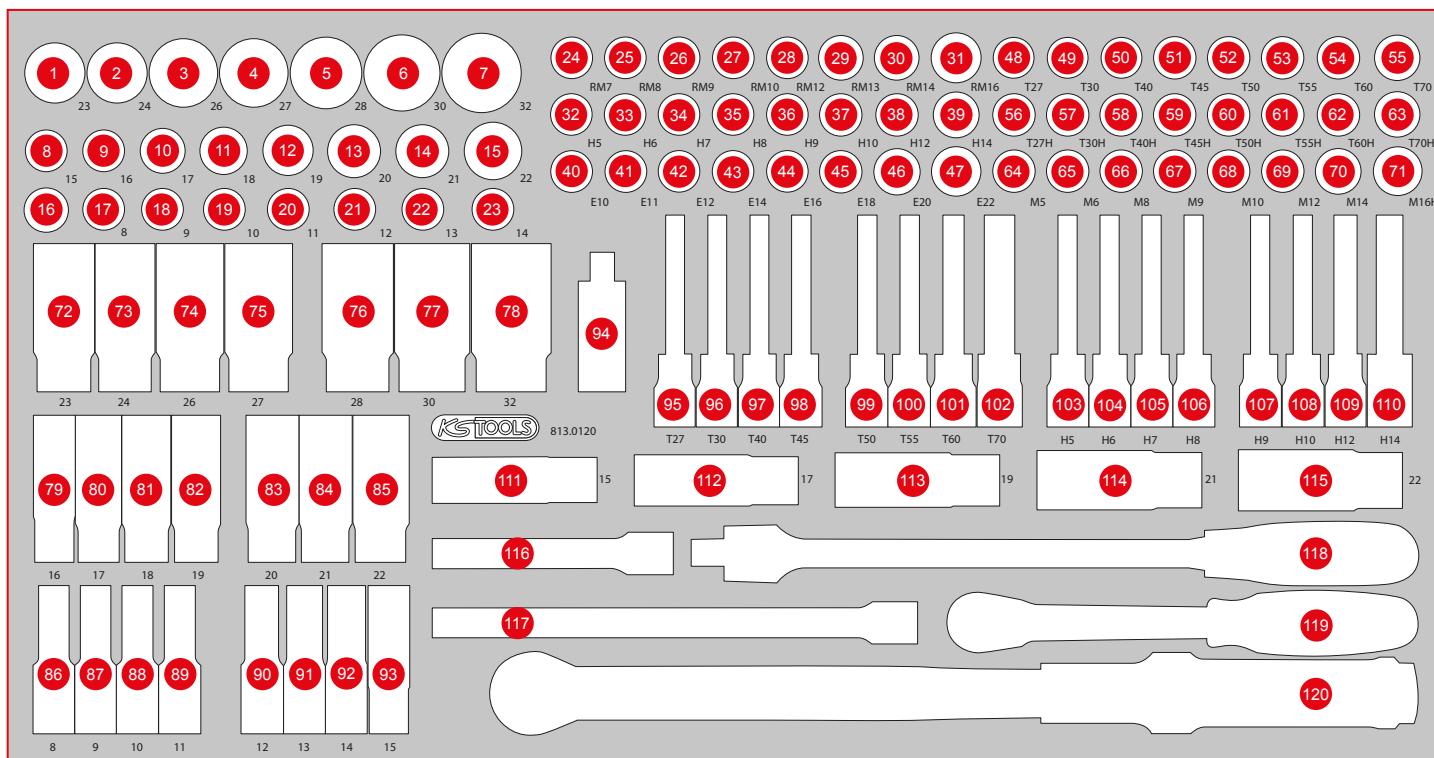 1 2 3 4 5 6 7
23 24 26 27 28 30 32
24 25 26 27 28 29 30 31 48 49 50 51 52 53 54 55
RM7 RM8 RM9 RM10 RM12 RM13 RM14 RM16 T27 T30 T40 T45 T50 T55 T60 T70
32 33 34 35 36 37 38 39 56 57 58 59 60 61 62 63
H5 H6 H7 H8 H9 H10 H12 H14 T27H T30H T40H T45H T50H T55H T60H T70H
8 9 10 11 12 13 14 15
15 16 17 18 19 20 21 22
40 41 42 43 44 45 46 47 64 65 66 67 68 69 70 71
E10 E11 E12 E14 E16 E18 E20 E22 M5 M6 M8 M9 M10 M12 M14 M16H
16 17 18 19 20 21 22 23
8 9 10 11 12 13 14
72 73 74 75 76 77 78 94
23 24 26 27 28 30 32
95 96 97 98 99 100 101 102 103 104 105 106 107 108 109 110
T27 T30 T40 T45 T50 T55 T60 T70 H5 H6 H7 H8 H9 H10 H12 H14
KS TOOLS 813.0120
111 15 112 17 113 19 114 21 115 22
79 80 81 82 83 84 85
16 17 18 19 20 21 22
116 118
117 119
86 87 88 89 90 91 92 93
120
8 9 10 11 12 13 14 15